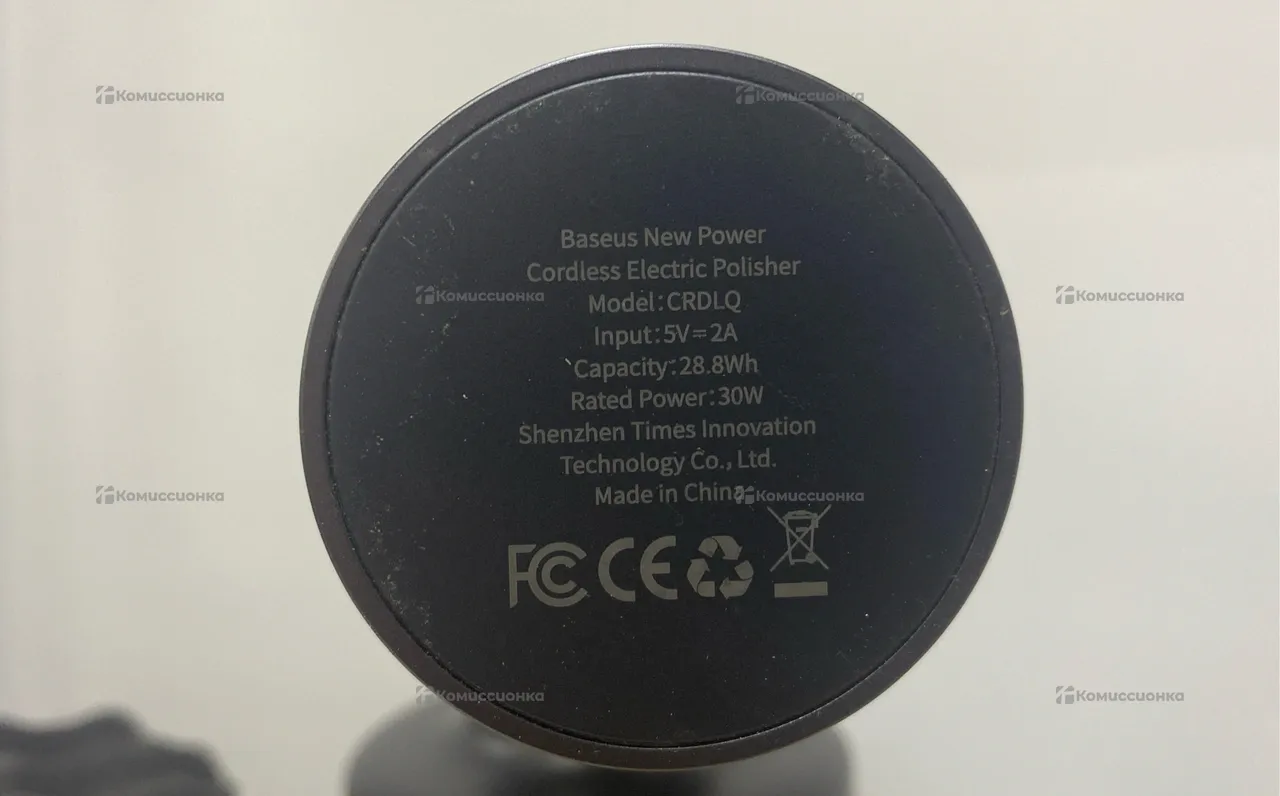 Комиссионка
Комиссионка
Baseus New Power
Cordless Electric Polisher
Комиссионка
Комиссионка
Model:CRDLQ
Input:5V=2A
Capacity:28.8Wh
Rated Power:30W
Shenzhen Times Innovation
Technology Co., Ltd.
Made in China
Комиссионка
Комиссионка
FC CE
Комиссионка
Комиссионка